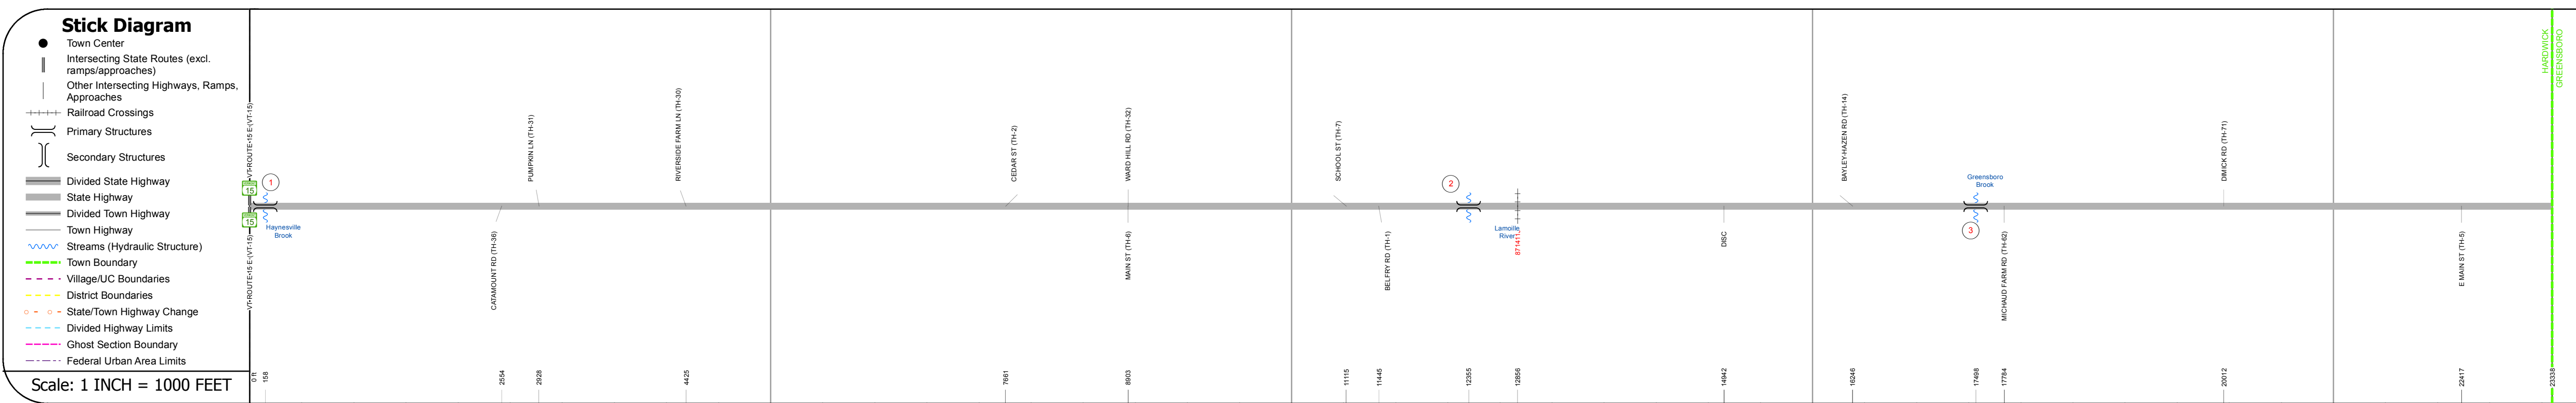 Stick Diagram
Town Center
Intersecting State Routes (excl.
ramps/approaches)
Other Intersecting Highways, Ramps,
Approaches
Railroad Crossings
Primary Structures
Secondary Structures
Divided State Highway
State Highway
Divided Town Highway
Town Highway
Streams (Hydraulic Structure)
Town Boundary
Village/UC Boundaries
District Boundaries
State/Town Highway Change
Divided Highway Limits
Ghost Section Boundary
Federal Urban Area Limits
Scale: 1 INCH = 1000 FEET
VT-ROUTE-15 E-(VT-15)
15
15
VT-ROUTE-15 E-(VT-15)
1
Haynesville
Brook
CATAMOUNT RD (TH-36)
PUMPKIN LN (TH-31)
RIVERSIDE FARM LN (TH-30)
CEDAR ST (TH-2)
WARD HILL RD (TH-32)
MAIN ST (TH-6)
SCHOOL ST (TH-7)
BELFRY RD (TH-1)
2
Lamoille
River
871411J
DISC
BAYLEY-HAZEN RD (TH-14)
Greensboro
Brook
3
MICHAUD FARM RD (TH-62)
DIMICK RD (TH-71)
E MAIN ST (TH-5)
HARDWICK
GREENSBORO
0 ft
158
2554
2928
4425
7661
8903
11115
11445
12355
12856
14942
16246
17498
17784
20012
22417
23338